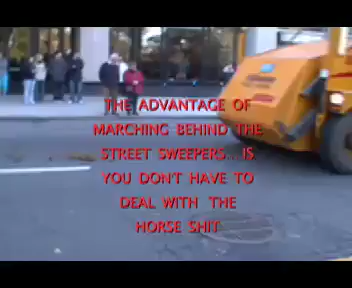 THE ADVANTAGE OF
MARCHING BEHIND THE
STREET SWEEPERS.. IS
YOU DON'T HAVE TO
DEAL WITH THE
HORSE SHIT